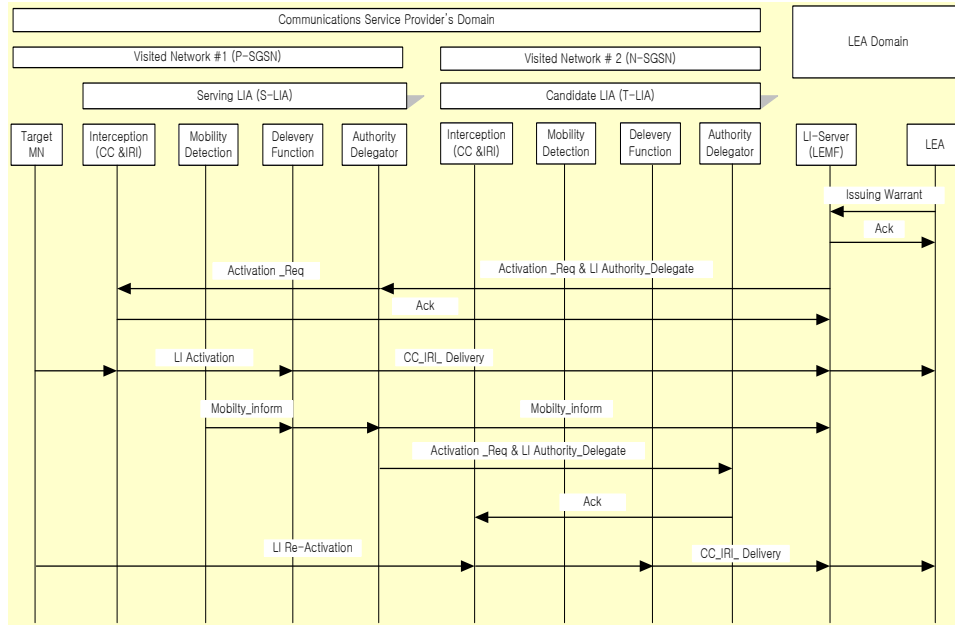 Communications Service Provider's Domain
LEA Domain
Visited Network #1 (P-SGSN)
Visited Network # 2 (N-SGSN)
Serving LIA (S-LIA)
Candidate LIA (T-LIA)
Target
MN
Interception
(CC &IRI)
Mobility
Detection
Delevery
Function
Authority
Delegator
Interception
(CC &IRI)
Mobility
Detection
Delevery
Function
Authority
Delegator
LI-Server
(LEMF)
LEA
Issuing Warrant
Ack
Activation _Req
Activation _Req & LI Authority_Delegate
Ack
LI Activation
CC_IRI_ Delivery
Mobilty_inform
Mobilty_inform
Activation _Req & LI Authority_Delegate
Ack
LI Re-Activation
CC_IRI_ Delivery